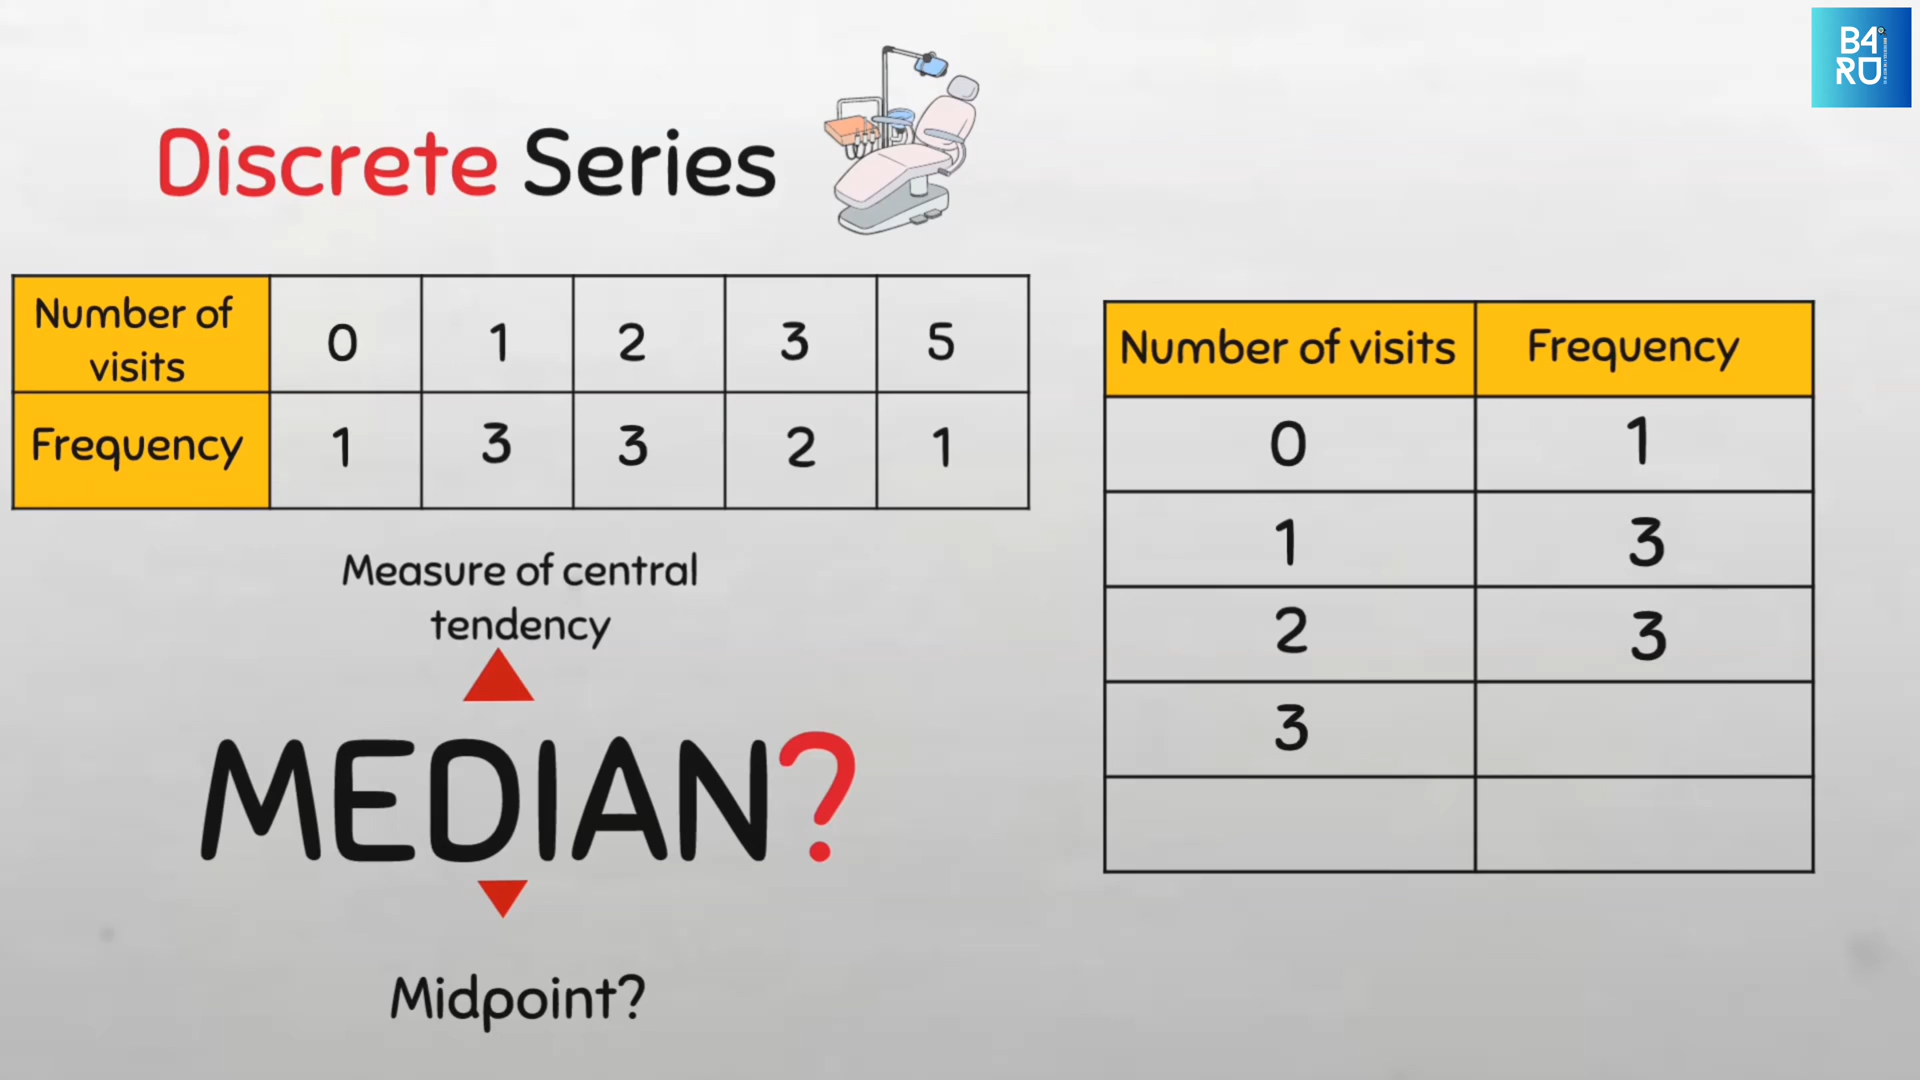 B4
RU
Discrete Series
Number of visits 0 1 2 3 5
Frequency 1 3 3 2 1
Measure of central
tendency
MEDIAN?
Midpoint?
Number of visits Frequency
0 1
1 3
2 3
3